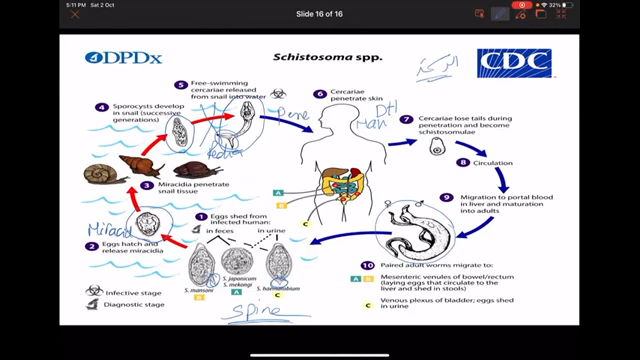 5:11 PM Sat 2 Oct
32%
Slide 16 of 16
DPDx
Schistosoma spp.
CDC
5 Free-swimming
cercariae released
from snail into water
6 Cercariae
penetrate skin
4 Sporocysts develop
in snail (successive
generations)
7 Cercariae lose tails during
penetration and become
schistosomulae
8 Circulation
3 Miracidia penetrate
snail tissue
9 Migration to portal blood
in liver and maturation
into adults
A
B
C
1 Eggs shed from
infected human:
in feces
in urine
Miracid
2 Eggs hatch and
release miracidia
♀ ♂
10 Paired adult worms migrate to:
A B Mesenteric venules of bowel/rectum
(laying eggs that circulate to the
liver and shed in stools)
C Venous plexus of bladder; eggs shed
in urine
S. mansoni
B
S. japonicum
S. mekongi
A
S. haematobium
C
Infective stage
Diagnostic stage
spine